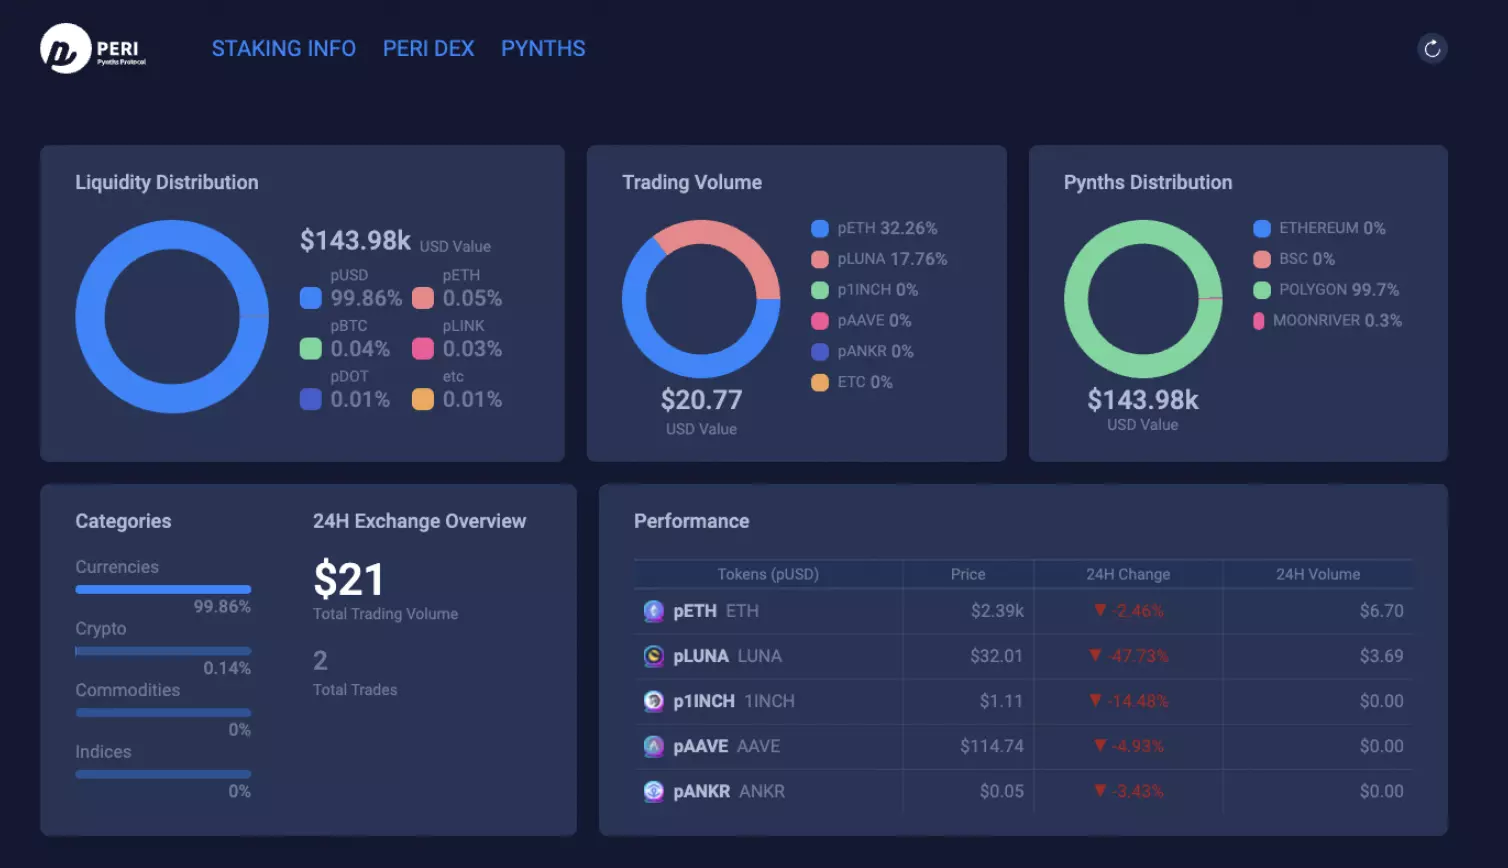 PERI
Pynths Protocol
STAKING INFO PERI DEX PYNTHS
Liquidity Distribution
$143.98k USD Value
pUSD pETH
99.86% 0.05%
pBTC pLINK
0.04% 0.03%
pDOT etc
0.01% 0.01%
Trading Volume
pETH 32.26%
pLUNA 17.76%
p1INCH 0%
pAAVE 0%
pANKR 0%
ETC 0%
$20.77
USD Value
Pynths Distribution
ETHEREUM 0%
BSC 0%
POLYGON 99.7%
MOONRIVER 0.3%
$143.98k
USD Value
Categories
Currencies
99.86%
Crypto
0.14%
Commodities
0%
Indices
0%
24H Exchange Overview
$21
Total Trading Volume
2
Total Trades
Performance
Tokens (pUSD) Price 24H Change 24H Volume
pETH ETH $2.39k ▼ -2.46% $6.70
pLUNA LUNA $32.01 ▼ -47.73% $3.69
p1INCH 1INCH $1.11 ▼ -14.48% $0.00
pAAVE AAVE $114.74 ▼ -4.93% $0.00
pANKR ANKR $0.05 ▼ -3.43% $0.00